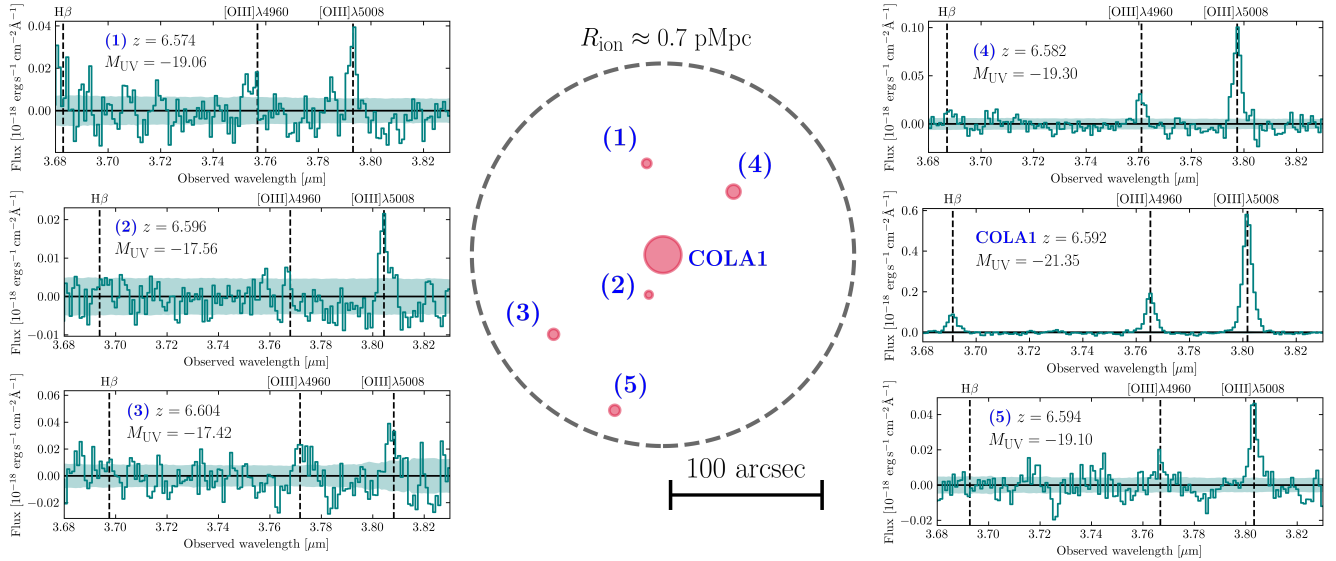 Hβ [OIII]λ4960 [OIII]λ5008
(1) z = 6.574
M_UV = −19.06
0.04
0.02
0.00
Flux [10⁻¹⁸ erg s⁻¹ cm⁻² Å⁻¹]
3.68 3.70 3.72 3.74 3.76 3.78 3.80 3.82
Observed wavelength [μm]
Hβ [OIII]λ4960 [OIII]λ5008
(2) z = 6.596
M_UV = −17.56
0.02
0.01
0.00
−0.01
Flux [10⁻¹⁸ erg s⁻¹ cm⁻² Å⁻¹]
3.68 3.70 3.72 3.74 3.76 3.78 3.80 3.82
Observed wavelength [μm]
Hβ [OIII]λ4960 [OIII]λ5008
(3) z = 6.604
M_UV = −17.42
0.06
0.04
0.02
0.00
−0.02
Flux [10⁻¹⁸ erg s⁻¹ cm⁻² Å⁻¹]
3.68 3.70 3.72 3.74 3.76 3.78 3.80 3.82
Observed wavelength [μm]
R_ion ≈ 0.7 pMpc
(1)
(4)
COLA1
(2)
(3)
(5)
100 arcsec
Hβ [OIII]λ4960 [OIII]λ5008
(4) z = 6.582
M_UV = −19.30
0.10
0.05
0.00
Flux [10⁻¹⁸ erg s⁻¹ cm⁻² Å⁻¹]
3.68 3.70 3.72 3.74 3.76 3.78 3.80 3.82
Observed wavelength [μm]
Hβ [OIII]λ4960 [OIII]λ5008
COLA1 z = 6.592
M_UV = −21.35
0.6
0.4
0.2
0.0
Flux [10⁻¹⁸ erg s⁻¹ cm⁻² Å⁻¹]
3.68 3.70 3.72 3.74 3.76 3.78 3.80 3.82
Observed wavelength [μm]
Hβ [OIII]λ4960 [OIII]λ5008
(5) z = 6.594
M_UV = −19.10
0.04
0.02
0.00
−0.02
Flux [10⁻¹⁸ erg s⁻¹ cm⁻² Å⁻¹]
3.68 3.70 3.72 3.74 3.76 3.78 3.80 3.82
Observed wavelength [μm]